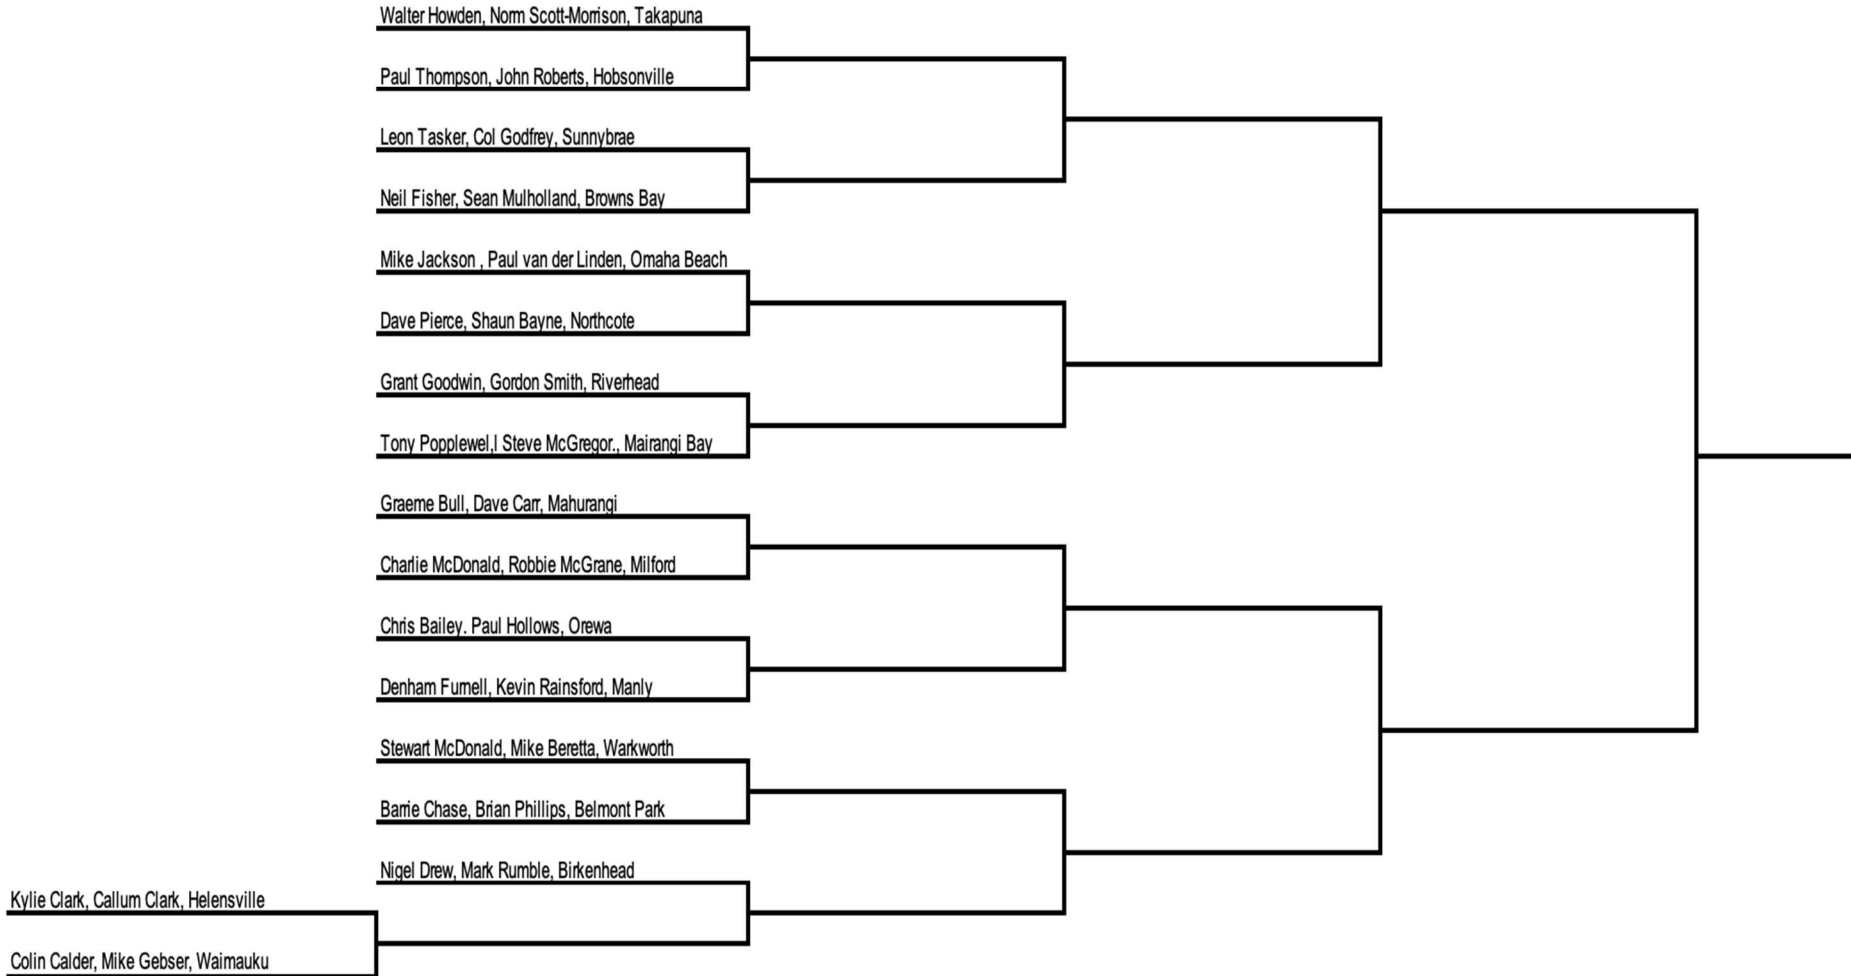 Walter Howden, Norm Scott-Morrison, Takapuna
Paul Thompson, John Roberts, Hobsonville
Leon Tasker, Col Godfrey, Sunnybrae
Neil Fisher, Sean Mulholland, Browns Bay
Mike Jackson , Paul van der Linden, Omaha Beach
Dave Pierce, Shaun Bayne, Northcote
Grant Goodwin, Gordon Smith, Riverhead
Tony Popplewel,l Steve McGregor., Mairangi Bay
Graeme Bull, Dave Carr, Mahurangi
Charlie McDonald, Robbie McGrane, Milford
Chris Bailey. Paul Hollows, Orewa
Denham Furnell, Kevin Rainsford, Manly
Stewart McDonald, Mike Beretta, Warkworth
Barrie Chase, Brian Phillips, Belmont Park
Nigel Drew, Mark Rumble, Birkenhead
Kylie Clark, Callum Clark, Helensville
Colin Calder, Mike Gebser, Waimauku